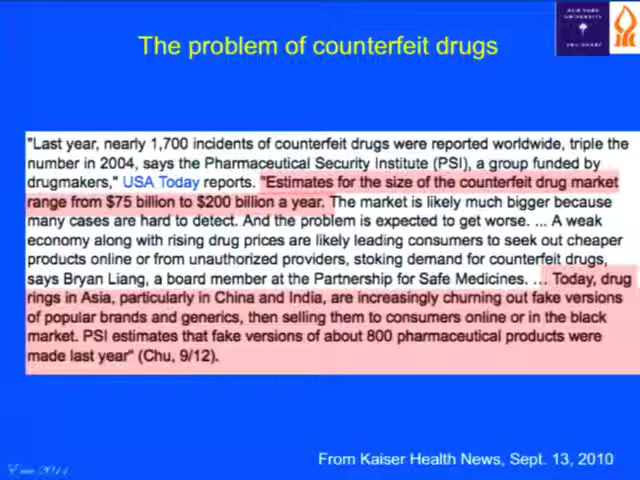 The problem of counterfeit drugs
"Last year, nearly 1,700 incidents of counterfeit drugs were reported worldwide, triple the
number in 2004, says the Pharmaceutical Security Institute (PSI), a group funded by
drugmakers," USA Today reports. "Estimates for the size of the counterfeit drug market
range from $75 billion to $200 billion a year. The market is likely much bigger because
many cases are hard to detect. And the problem is expected to get worse. ... A weak
economy along with rising drug prices are likely leading consumers to seek out cheaper
products online or from unauthorized providers, stoking demand for counterfeit drugs,
says Bryan Liang, a board member at the Partnership for Safe Medicines. ... Today, drug
rings in Asia, particularly in China and India, are increasingly churning out fake versions
of popular brands and generics, then selling them to consumers online or in the black
market. PSI estimates that fake versions of about 800 pharmaceutical products were
made last year" (Chu, 9/12).
From Kaiser Health News, Sept. 13, 2010
2011